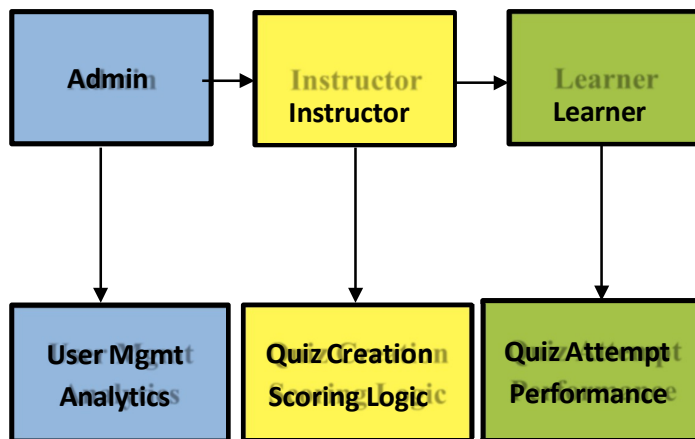 Admin
Instructor
Learner
User Mgmt
Analytics
Quiz Creation
Scoring Logic
Quiz Attempt
Performance